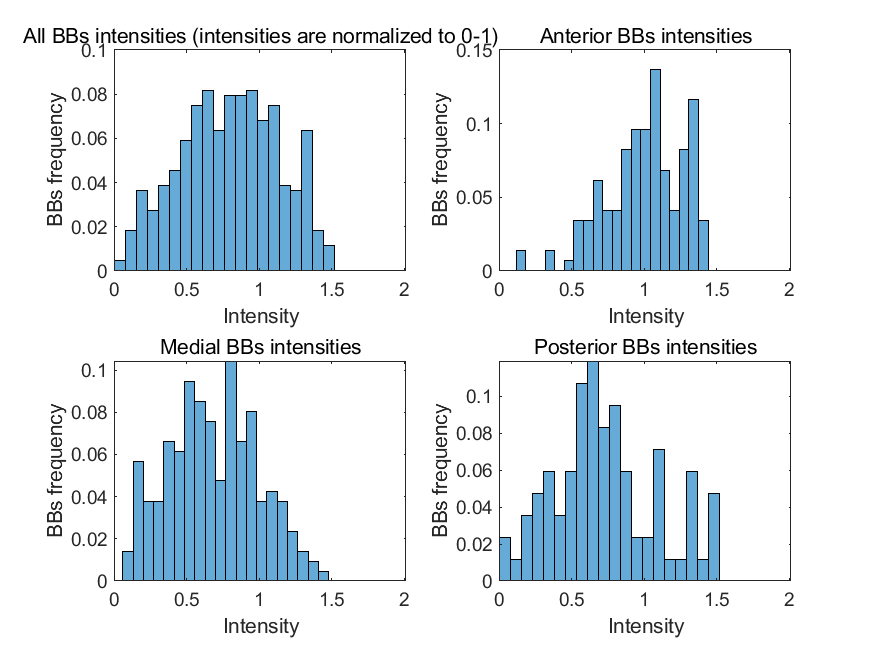 All BBs intensities (intensities are normalized to 0-1)
0.1
0.08
0.06
0.04
0.02
0
BBs frequency
0 0.5 1 1.5 2
Intensity
Anterior BBs intensities
0.15
0.1
0.05
0
BBs frequency
0 0.5 1 1.5 2
Intensity
Medial BBs intensities
0.1
0.08
0.06
0.04
0.02
0
BBs frequency
0 0.5 1 1.5 2
Intensity
Posterior BBs intensities
0.1
0.08
0.06
0.04
0.02
0
BBs frequency
0 0.5 1 1.5 2
Intensity